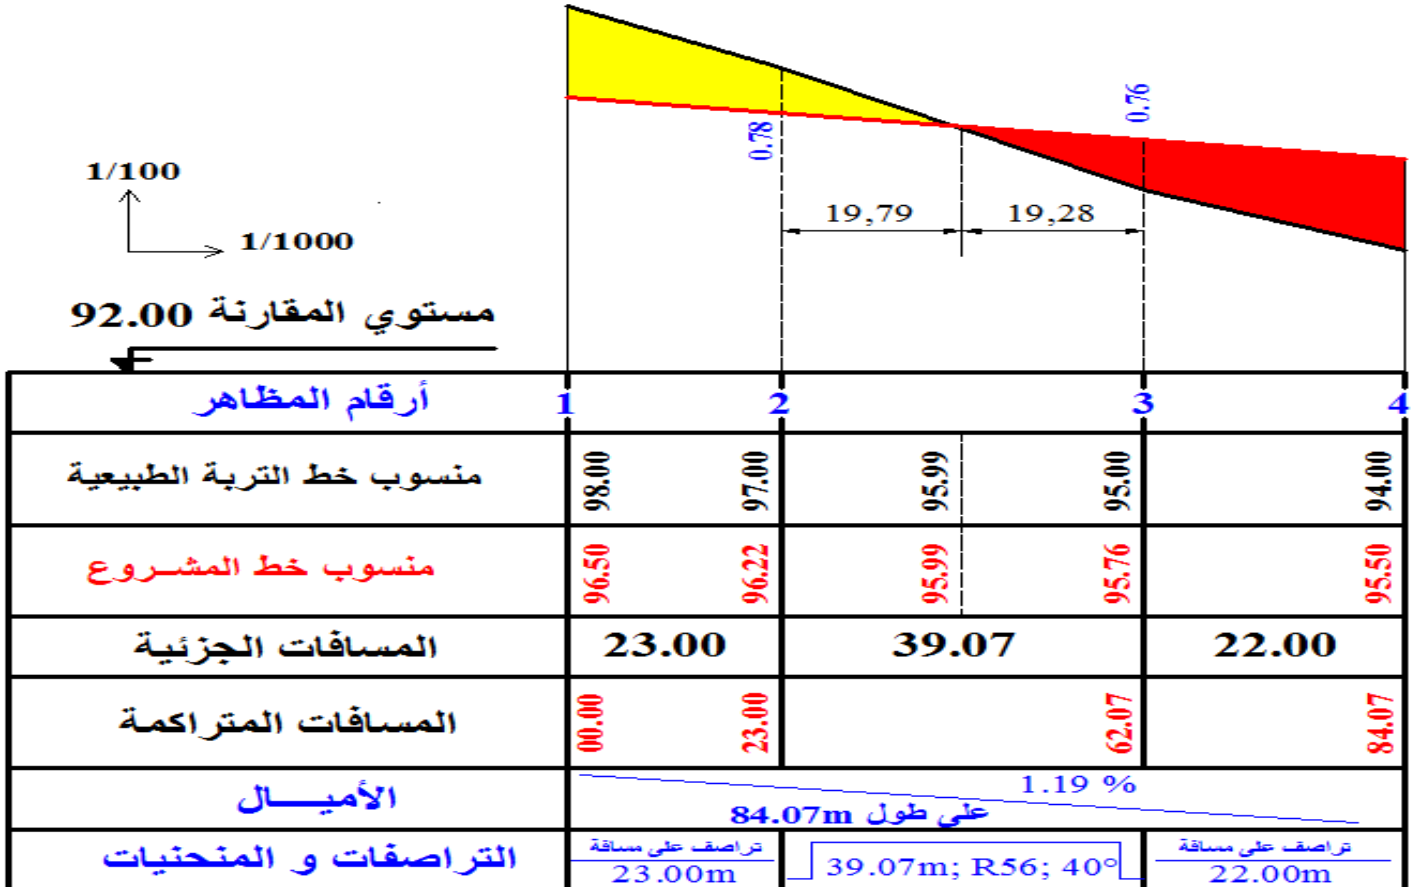 0.78
0.76
19,79
19,28
1/100
1/1000
مستوي المقارنة 92.00
أرقام المظاهر
1 2 3 4
منسوب خط التربة الطبيعية
98.00 97.00 95.99 95.00 94.00
منسوب خط المشـــروع
96.50 96.22 95.99 95.76 95.50
المسافات الجزئية
23.00 39.07 22.00
المسافات المتراكمة
00.00 23.00 62.07 84.07
الأميـــــال
1.19 %
علي طول 84.07m
التراصفات و المنحنيات
تراصف على مسافة
23.00m
39.07m; R56; 40°
تراصف على مسافة
22.00m